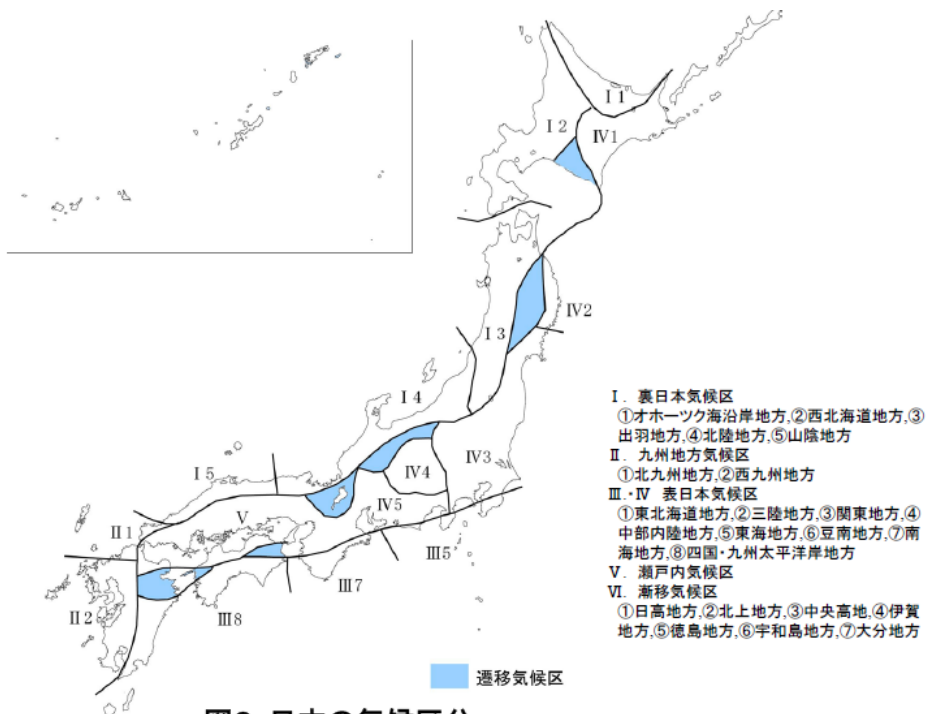 Ⅰ1
Ⅰ2
Ⅳ1
Ⅳ2
Ⅰ3
Ⅰ4
Ⅳ3
Ⅳ4
Ⅰ5
Ⅳ5
Ⅴ
Ⅱ1
Ⅲ5
Ⅲ7
Ⅱ2
Ⅲ8
Ⅰ. 裏日本気候区
①オホーツク海沿岸地方,②西北海道地方,③
出羽地方,④北陸地方,⑤山陰地方
Ⅱ. 九州地方気候区
①北九州地方,②西九州地方
Ⅲ.・Ⅳ 表日本気候区
①東北海道地方,②三陸地方,③関東地方,④
中部内陸地方,⑤東海地方,⑥豆南地方,⑦南
海地方,⑧四国・九州太平洋岸地方
Ⅴ. 瀬戸内気候区
Ⅵ. 漸移気候区
①日高地方,②北上地方,③中央高地,④伊賀
地方,⑤徳島地方,⑥宇和島地方,⑦大分地方
遷移気候区